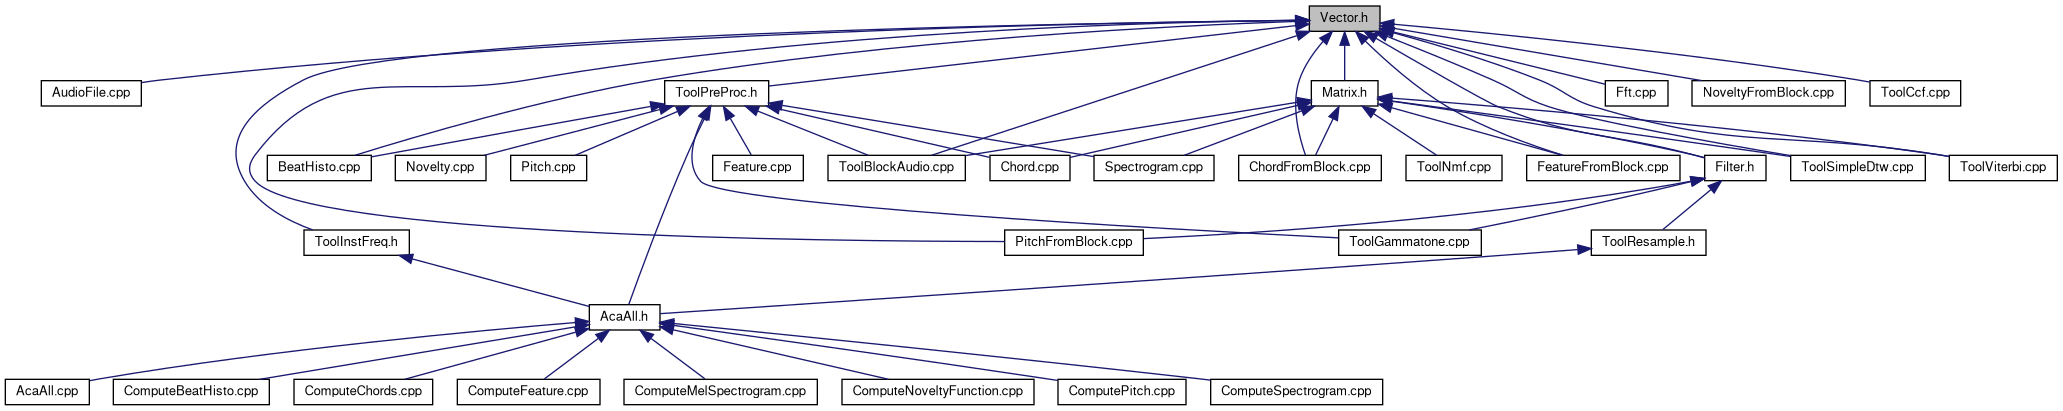 Vector.h
AudioFile.cpp
ToolPreProc.h
Matrix.h
Fft.cpp
NoveltyFromBlock.cpp
ToolCcf.cpp
BeatHisto.cpp
Novelty.cpp
Pitch.cpp
Feature.cpp
ToolBlockAudio.cpp
Chord.cpp
Spectrogram.cpp
ChordFromBlock.cpp
ToolNmf.cpp
FeatureFromBlock.cpp
Filter.h
ToolSimpleDtw.cpp
ToolViterbi.cpp
ToolInstFreq.h
PitchFromBlock.cpp
ToolGammatone.cpp
ToolResample.h
AcaAll.h
AcaAll.cpp
ComputeBeatHisto.cpp
ComputeChords.cpp
ComputeFeature.cpp
ComputeMelSpectrogram.cpp
ComputeNoveltyFunction.cpp
ComputePitch.cpp
ComputeSpectrogram.cpp